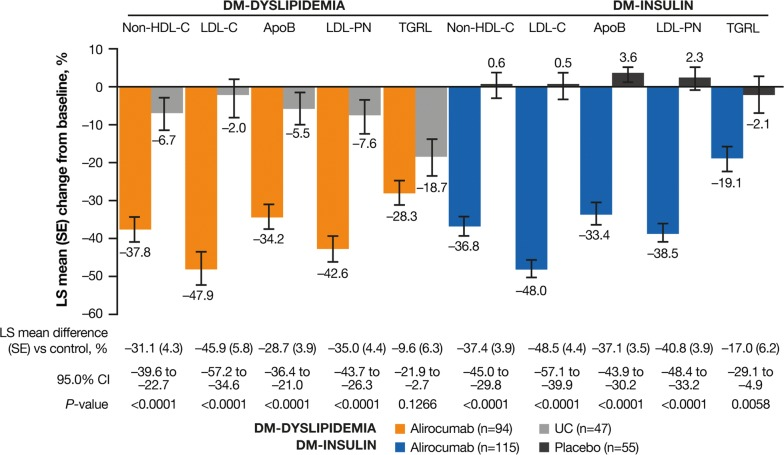 DM-DYSLIPIDEMIA DM-INSULIN
Non-HDL-C LDL-C ApoB LDL-PN TGRL Non-HDL-C LDL-C ApoB LDL-PN TGRL
LS mean (SE) change from baseline, %
10
0
–10
–20
–30
–40
–50
–60
–37.8 –6.7 –47.9 –2.0 –34.2 –5.5 –42.6 –7.6 –28.3 –18.7
–36.8 0.6 –48.0 0.5 –33.4 3.6 –38.5 2.3 –19.1 –2.1
LS mean difference
(SE) vs control, % –31.1 (4.3) –45.9 (5.8) –28.7 (3.9) –35.0 (4.4) –9.6 (6.3) –37.4 (3.9) –48.5 (4.4) –37.1 (3.5) –40.8 (3.9) –17.0 (6.2)
–39.6 to –57.2 to –36.4 to –43.7 to –21.9 to –45.0 to –57.1 to –43.9 to –48.4 to –29.1 to
95.0% CI –22.7 –34.6 –21.0 –26.3 –2.7 –29.8 –39.9 –30.2 –33.2 –4.9
P-value <0.0001 <0.0001 <0.0001 <0.0001 0.1266 <0.0001 <0.0001 <0.0001 <0.0001 0.0058
DM-DYSLIPIDEMIA Alirocumab (n=94) UC (n=47)
DM-INSULIN Alirocumab (n=115) Placebo (n=55)